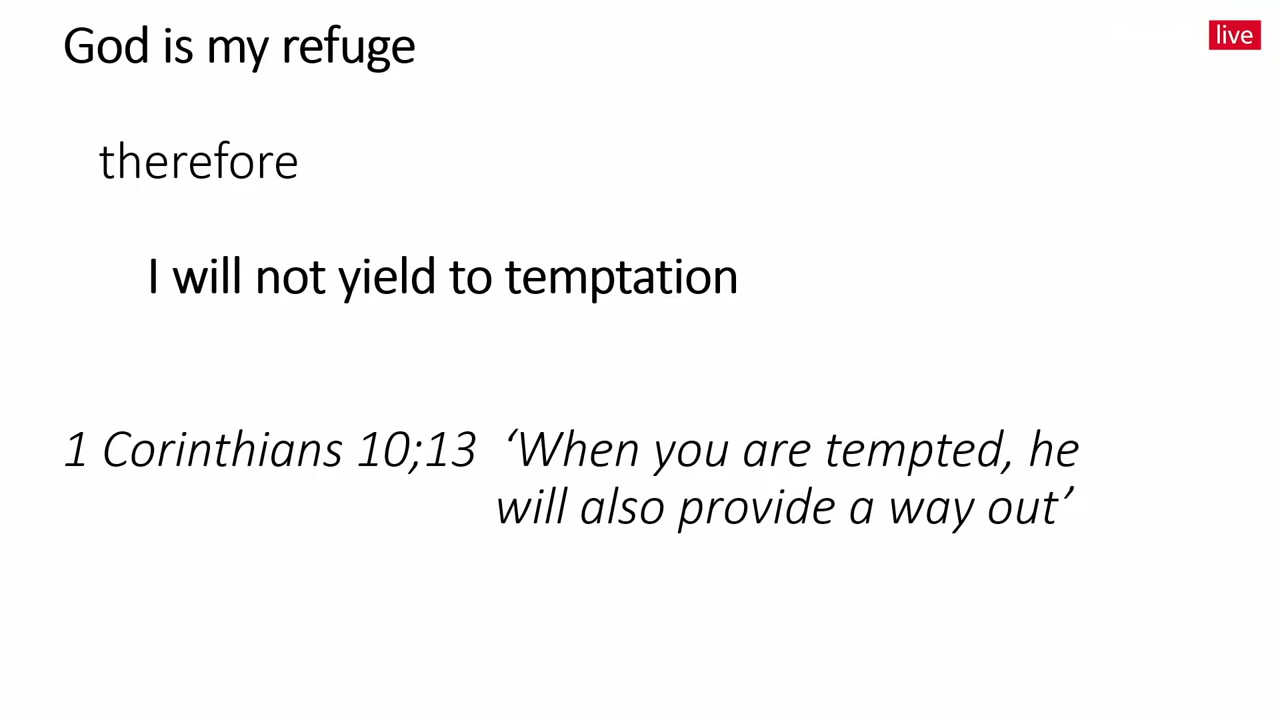 God is my refuge
live
therefore
I will not yield to temptation
1 Corinthians 10;13 ‘When you are tempted, he
will also provide a way out’